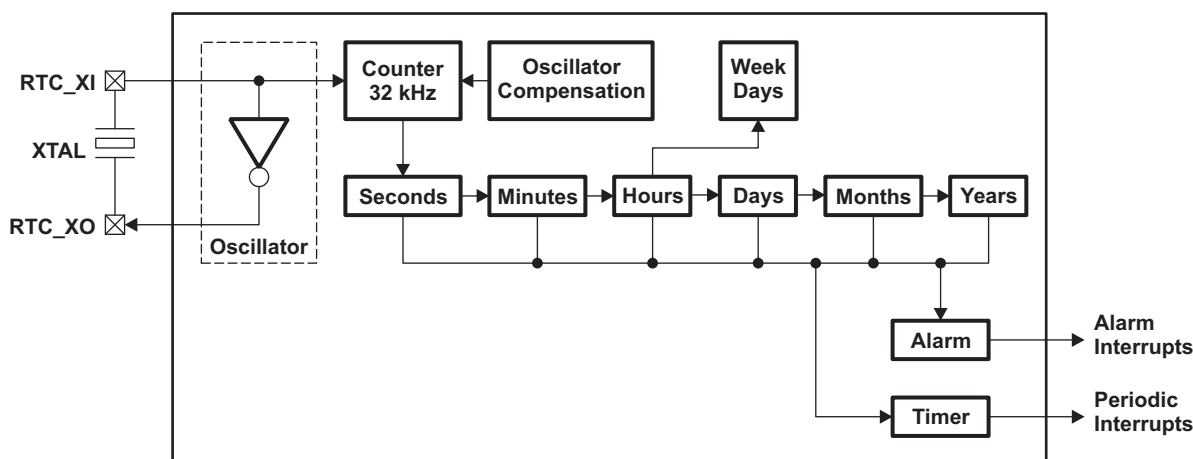 RTC_XI
XTAL
RTC_XO
Oscillator
Counter
32 kHz
Oscillator
Compensation
Week
Days
Seconds
Minutes
Hours
Days
Months
Years
Alarm
Alarm
Interrupts
Timer
Periodic
Interrupts